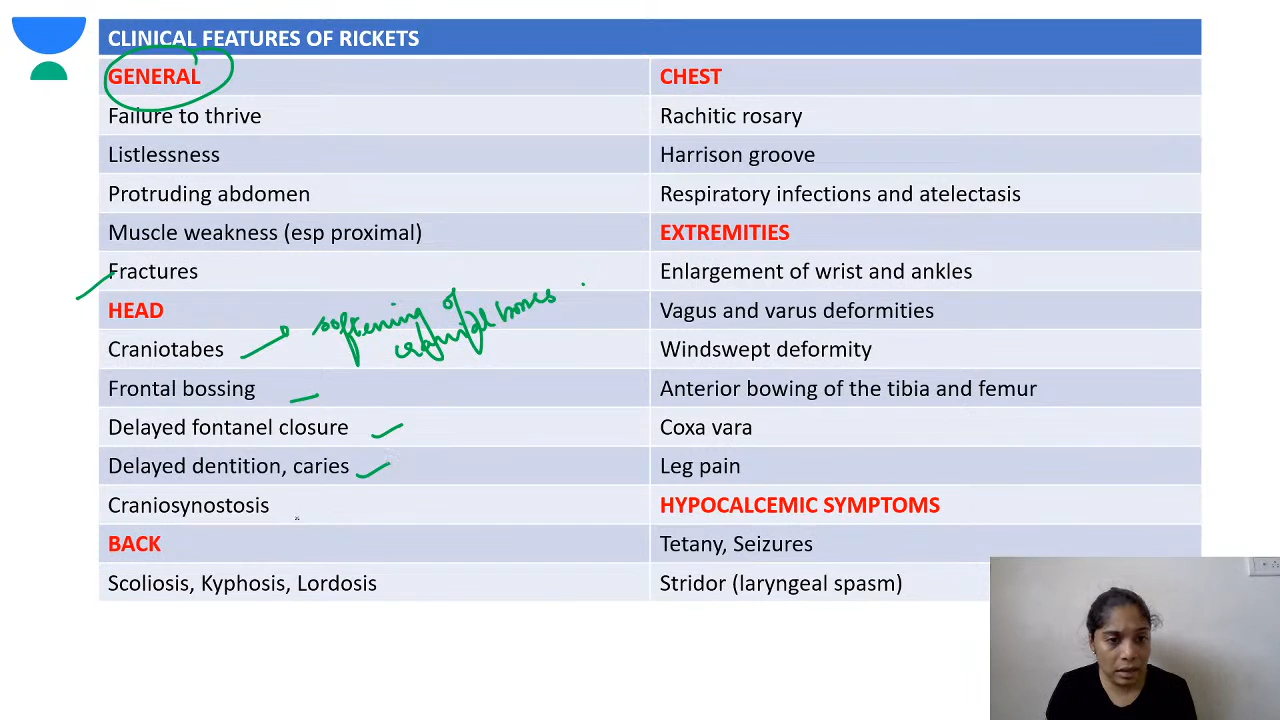 CLINICAL FEATURES OF RICKETS
GENERAL
Failure to thrive
Listlessness
Protruding abdomen
Muscle weakness (esp proximal)
Fractures
HEAD
Craniotabes
softening of
cranial bones
Frontal bossing
Delayed fontanel closure
Delayed dentition, caries
Craniosynostosis
BACK
Scoliosis, Kyphosis, Lordosis
CHEST
Rachitic rosary
Harrison groove
Respiratory infections and atelectasis
EXTREMITIES
Enlargement of wrist and ankles
Vagus and varus deformities
Windswept deformity
Anterior bowing of the tibia and femur
Coxa vara
Leg pain
HYPOCALCEMIC SYMPTOMS
Tetany, Seizures
Stridor (laryngeal spasm)